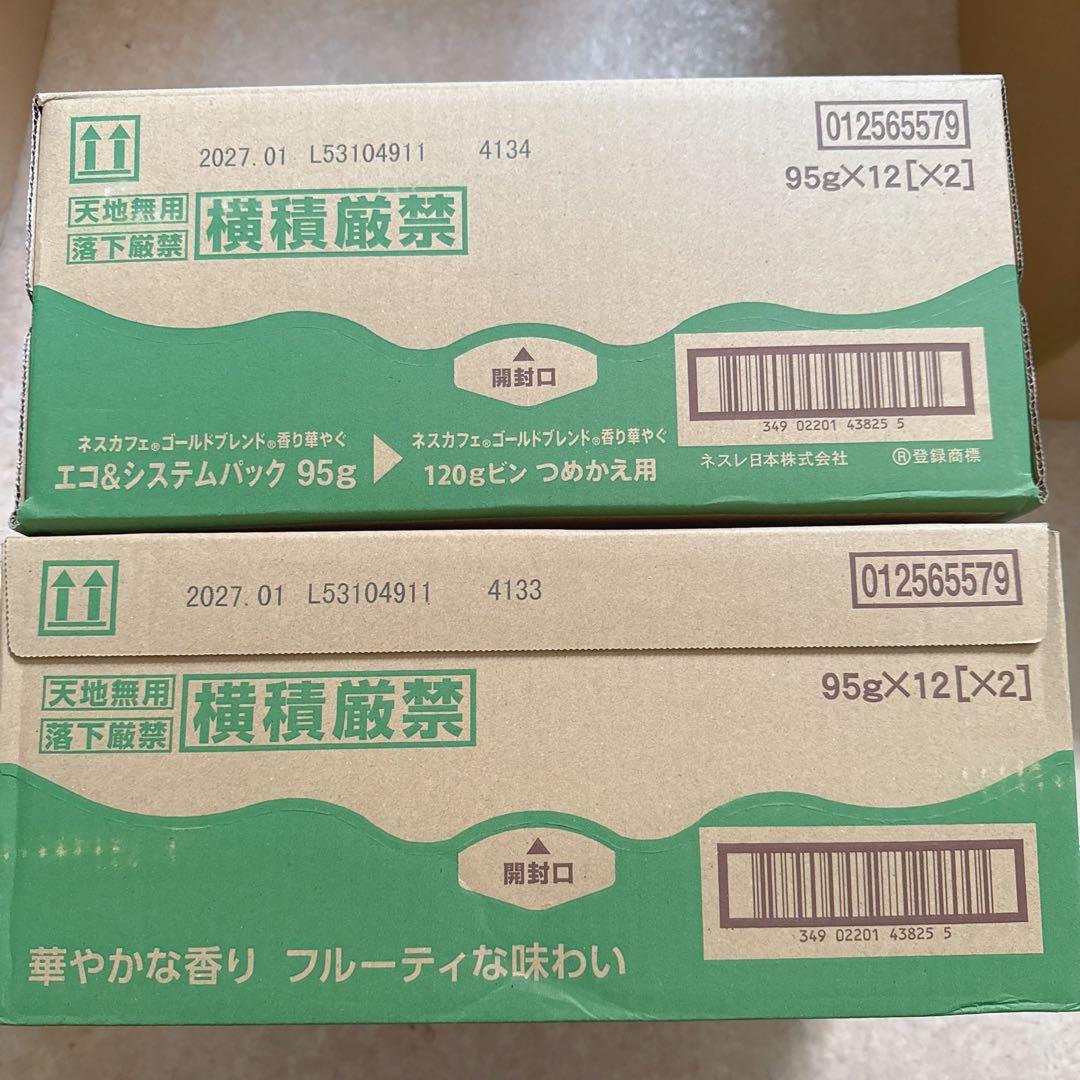 2027.01 L53104911 4134
012565579
95g×12[×2]
天地無用
落下厳禁
横積厳禁
開封口
349 02201 43825 5
ネスカフェ®ゴールドブレンド®香り華やぐ
エコ&システムパック 95g
ネスカフェ®ゴールドブレンド®香り華やぐ
120gビン つめかえ用
ネスレ日本株式会社 ®登録商標
2027.01 L53104911 4133
012565579
95g×12[×2]
天地無用
落下厳禁
横積厳禁
開封口
349 02201 43825 5
華やかな香り フルーティな味わい